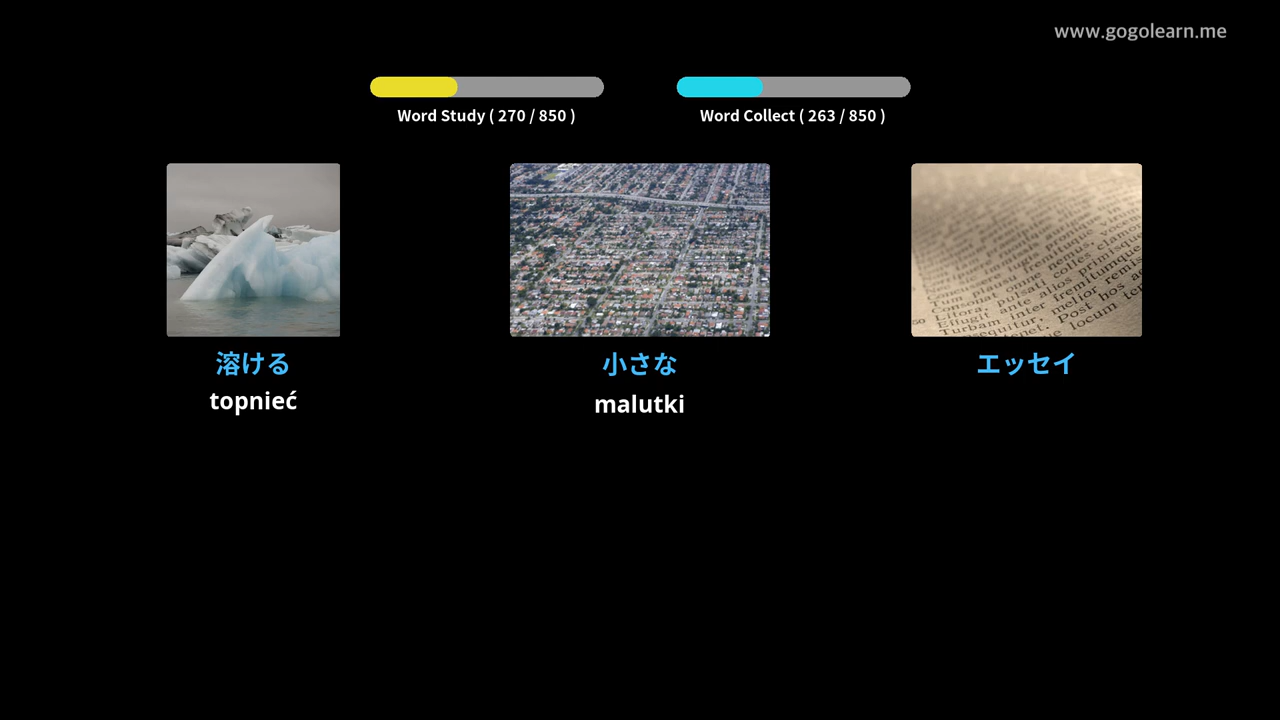 www.gogolearn.me
Word Study ( 270 / 850 )
Word Collect ( 263 / 850 )
溶ける
topnieć
小さな
malutki
エッセイ